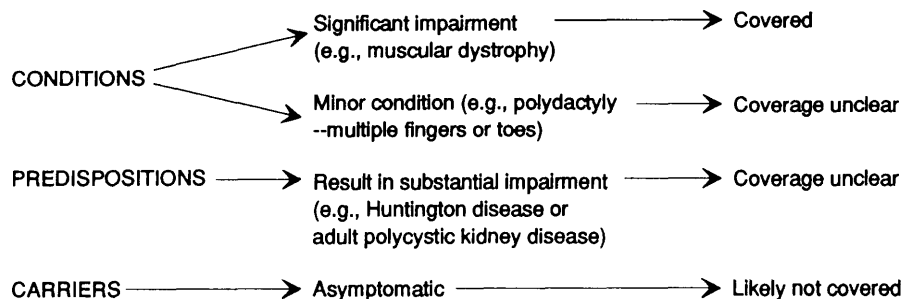 Significant impairment
(e.g., muscular dystrophy)
Covered
CONDITIONS
Minor condition (e.g., polydactyly
--multiple fingers or toes)
Coverage unclear
PREDISPOSITIONS
Result in substantial impairment
(e.g., Huntington disease or
adult polycystic kidney disease)
Coverage unclear
CARRIERS
Asymptomatic
Likely not covered